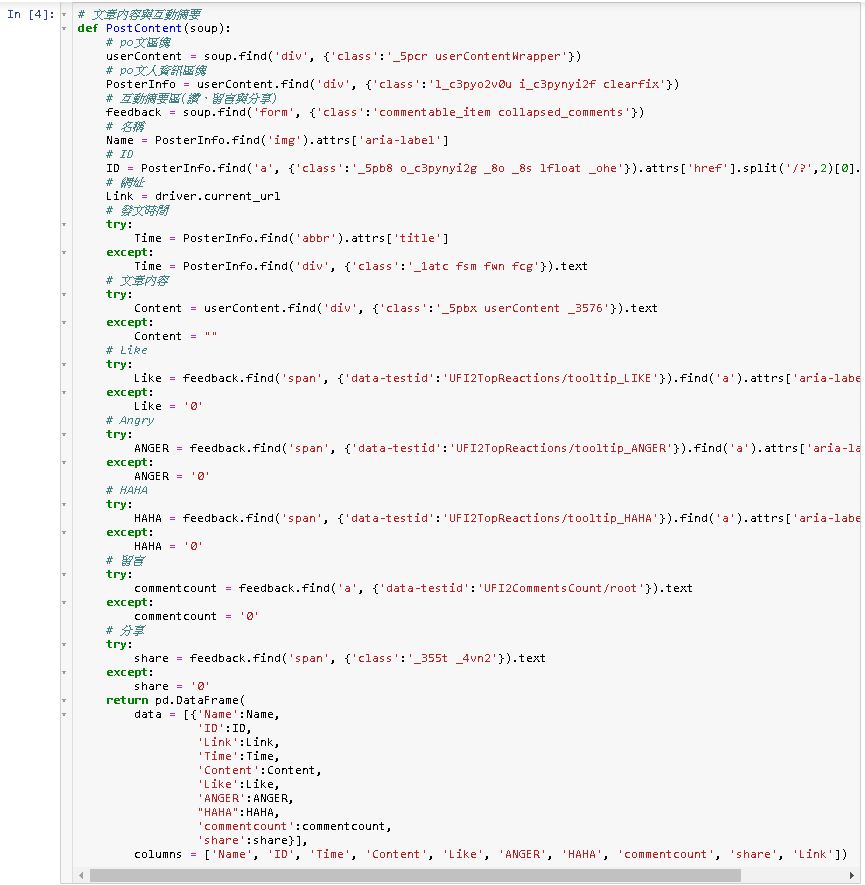 In [4]:
# 文章內容與互動摘要
def PostContent(soup):
    # po文區塊
    userContent = soup.find('div', {'class':'_5pcr userContentWrapper'})
    # po文人資訊區塊
    PosterInfo = userContent.find('div', {'class':'l_c3pyo2v0u i_c3pynyi2f clearfix'})
    # 互動摘要區(讚、留言與分享)
    feedback = soup.find('form', {'class':'commentable_item collapsed_comments'})
    # 名稱
    Name = PosterInfo.find('img').attrs['aria-label']
    # ID
    ID = PosterInfo.find('a', {'class':'_5pb8 o_c3pynyi2g _8o _8s lfloat _ohe'}).attrs['href'].split('/?',2)[0].
    # 網址
    Link = driver.current_url
    # 發文時間
    try:
        Time = PosterInfo.find('abbr').attrs['title']
    except:
        Time = PosterInfo.find('div', {'class':'_1atc fsm fwn fcg'}).text
    # 文章內容
    try:
        Content = userContent.find('div', {'class':'_5pbx userContent _3576'}).text
    except:
        Content = ""
    # Like
    try:
        Like = feedback.find('span', {'data-testid':'UFI2TopReactions/tooltip_LIKE'}).find('a').attrs['aria-labe
    except:
        Like = '0'
    # Angry
    try:
        ANGER = feedback.find('span', {'data-testid':'UFI2TopReactions/tooltip_ANGER'}).find('a').attrs['aria-la
    except:
        ANGER = '0'
    # HAHA
    try:
        HAHA = feedback.find('span', {'data-testid':'UFI2TopReactions/tooltip_HAHA'}).find('a').attrs['aria-labe
    except:
        HAHA = '0'
    # 留言
    try:
        commentcount = feedback.find('a', {'data-testid':'UFI2CommentsCount/root'}).text
    except:
        commentcount = '0'
    # 分享
    try:
        share = feedback.find('span', {'class':'_355t _4vn2'}).text
    except:
        share = '0'
    return pd.DataFrame(
        data = [{'Name':Name,
                 'ID':ID,
                 'Link':Link,
                 'Time':Time,
                 'Content':Content,
                 'Like':Like,
                 'ANGER':ANGER,
                 "HAHA":HAHA,
                 'commentcount':commentcount,
                 'share':share}],
        columns = ['Name', 'ID', 'Time', 'Content', 'Like', 'ANGER', 'HAHA', 'commentcount', 'share', 'Link'])